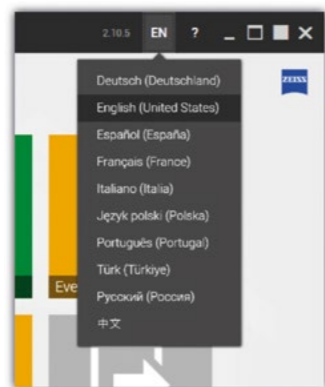 2.10.5 EN ?
ZEISS
Deutsch (Deutschland)
English (United States)
Español (España)
Français (France)
Italiano (Italia)
Język polski (Polska)
Português (Portugal)
Türk (Türkiye)
Русский (Россия)
中文
Eve